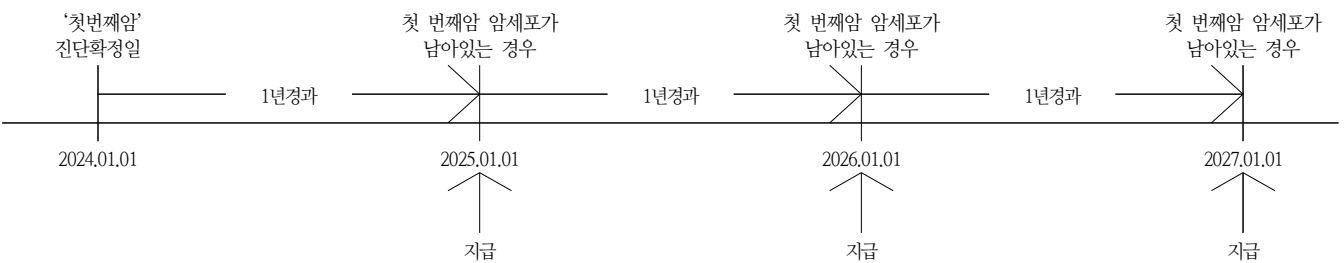 ‘첫번째암’
진단확정일
첫 번째암 암세포가
남아있는 경우
첫 번째암 암세포가
남아있는 경우
첫 번째암 암세포가
남아있는 경우
1년경과
1년경과
1년경과
2024.01.01
2025.01.01
2026.01.01
2027.01.01
지급
지급
지급